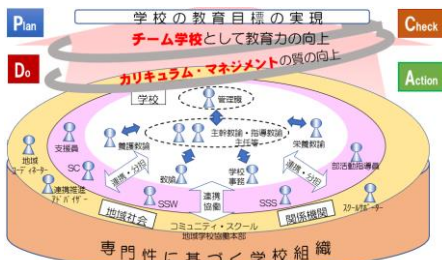 学校の教育目標の実現
Plan
Check
チーム学校として教育力の向上
Do
カリキュラム・マネジメントの質の向上
Action
学校
管理職
支援員
養護教諭
主幹教諭・指導教諭
主任等
栄養教諭
地域
コーディネーター
SC
連携・分担
連携・分担
部活動指導員
連携推進
アドバイザー
教諭
学校
事務
SSW
連携
協働
SSS
スクールサポーター
地域社会
関係機関
コミュニティ・スクール
地域学校協働本部
専門性に基づく学校組織